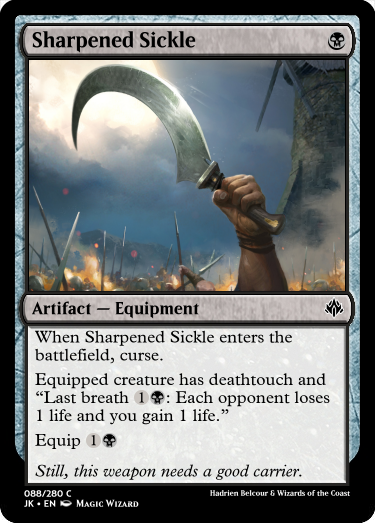 Sharpened Sickle
Artifact — Equipment
When Sharpened Sickle enters the
battlefield, curse.
Equipped creature has deathtouch and
“Last breath 1: Each opponent loses
1 life and you gain 1 life.”
Equip 1
Still, this weapon needs a good carrier.
088/280 C
JK • EN Magic Wizard
Hadrien Belcour & Wizards of the Coast